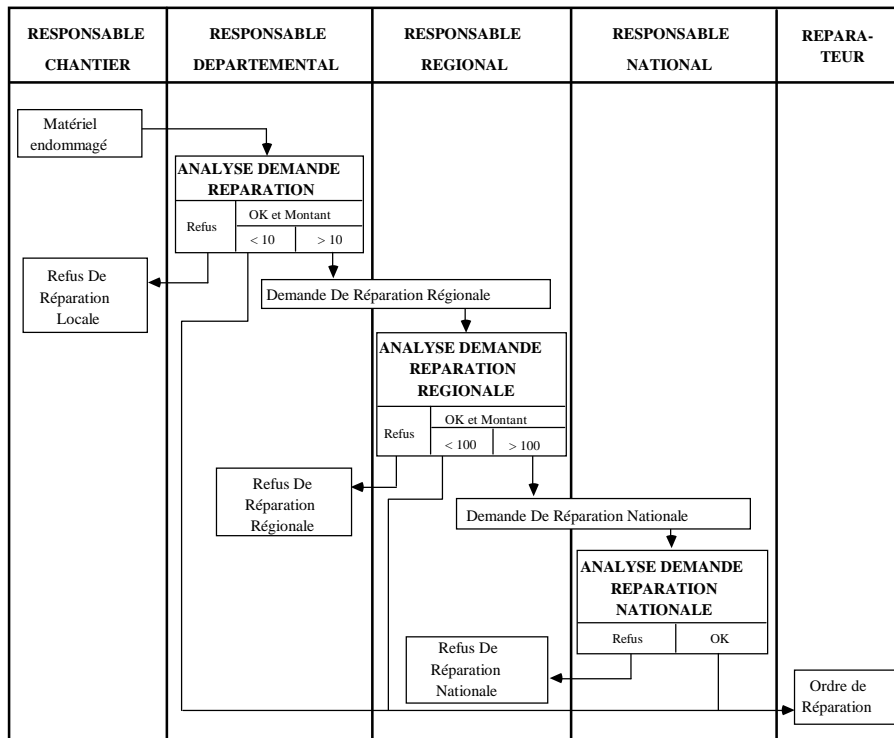 RESPONSABLE
CHANTIER
RESPONSABLE
DEPARTEMENTAL
RESPONSABLE
REGIONAL
RESPONSABLE
NATIONAL
REPARA-
TEUR
Matériel
endommagé
ANALYSE DEMANDE
REPARATION
Refus
OK et Montant
< 10
> 10
Refus De
Réparation
Locale
Demande De Réparation Régionale
ANALYSE DEMANDE
REPARATION
REGIONALE
Refus
OK et Montant
< 100
> 100
Refus De
Réparation
Régionale
Demande De Réparation Nationale
ANALYSE DEMANDE
REPARATION
NATIONALE
Refus
OK
Refus De
Réparation
Nationale
Ordre de
Réparation